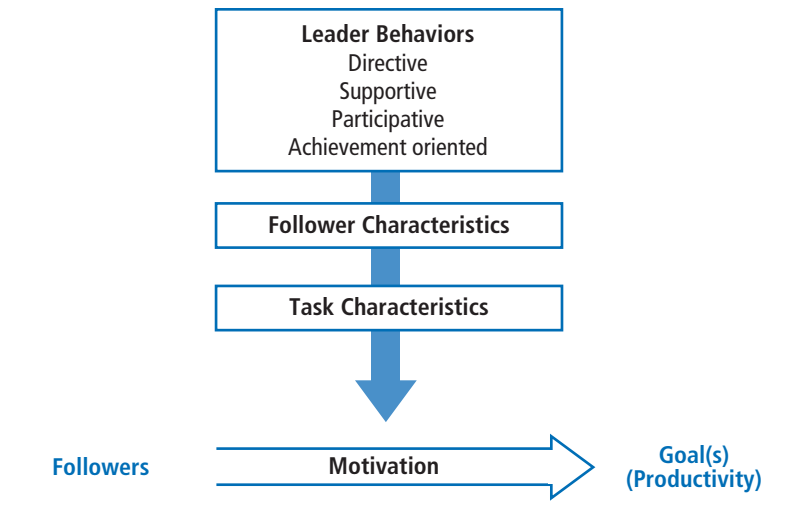 Leader Behaviors
Directive
Supportive
Participative
Achievement oriented
Follower Characteristics
Task Characteristics
Followers
Motivation
Goal(s)
(Productivity)